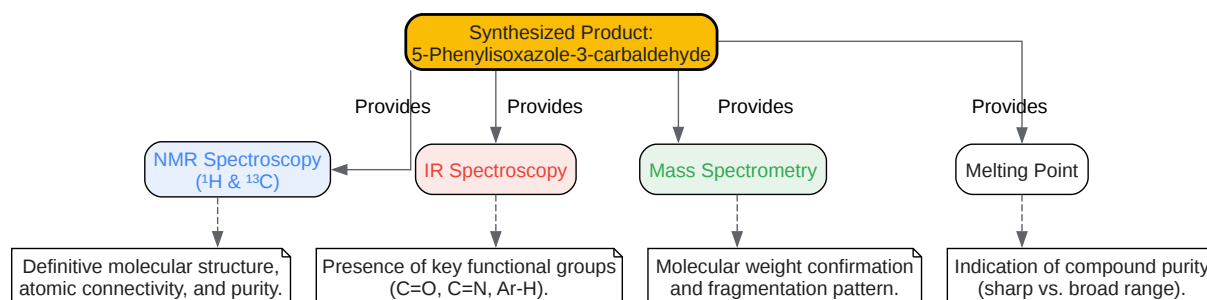 Synthesized Product:
5-Phenylisoxazole-3-carbaldehyde
Provides
Provides
Provides
Provides
NMR Spectroscopy
(¹H & ¹³C)
IR Spectroscopy
Mass Spectrometry
Melting Point
Definitive molecular structure,
atomic connectivity, and purity.
Presence of key functional groups
(C=O, C=N, Ar-H).
Molecular weight confirmation
and fragmentation pattern.
Indication of compound purity
(sharp vs. broad range).